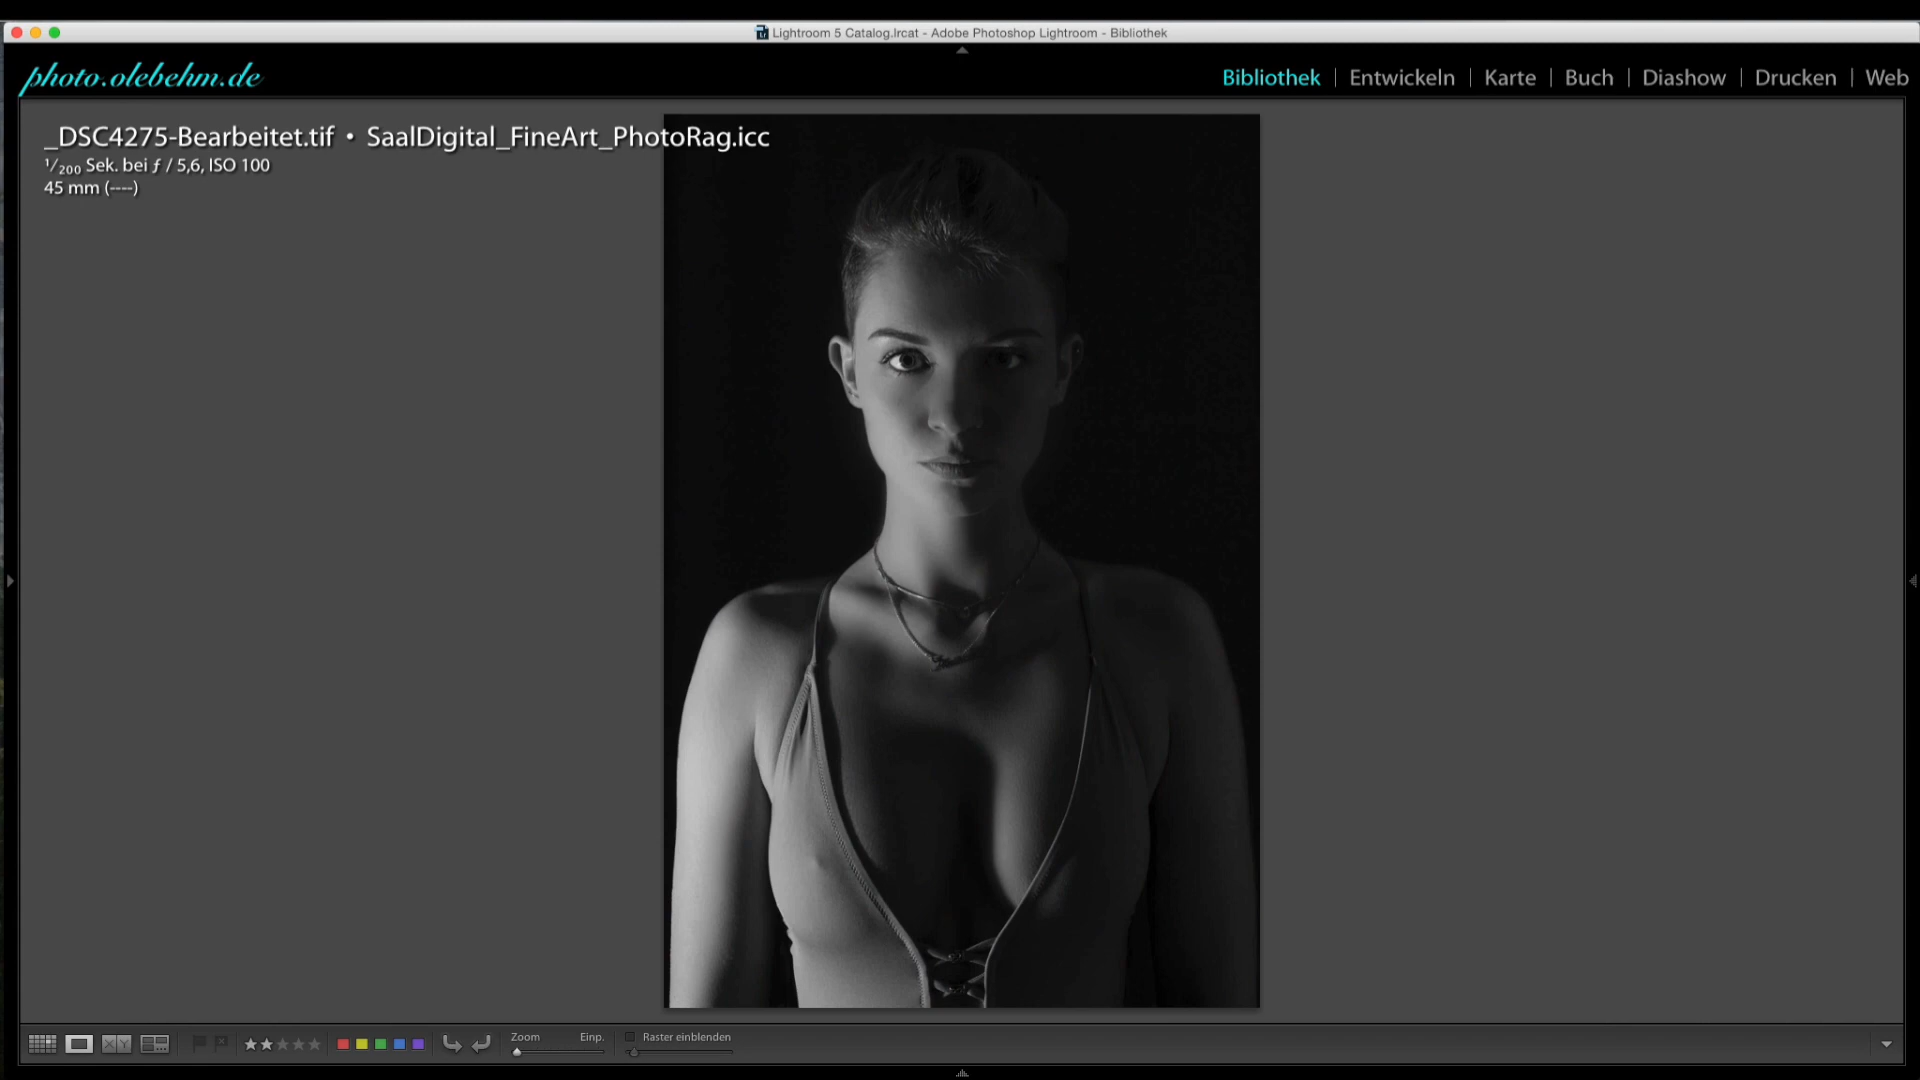 Lightroom 5 Catalog.lrcat - Adobe Photoshop Lightroom - Bibliothek
photo.olebehm.de
Bibliothek | Entwickeln | Karte | Buch | Diashow | Drucken | Web
_DSC4275-Bearbeitet.tif • SaalDigital_FineArt_PhotoRag.icc
1/200 Sek. bei ƒ / 5,6, ISO 100
45 mm (----)
XY Zoom Einp. Raster einblenden